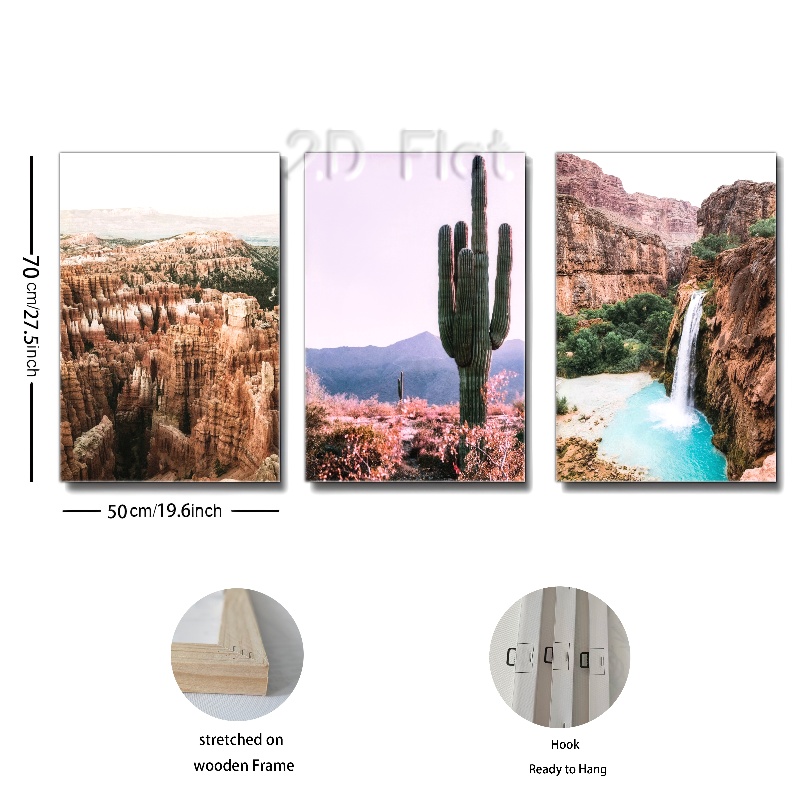 2D Flat
70cm/27.5inch
50cm/19.6inch
stretched on
wooden Frame
Hook
Ready to Hang